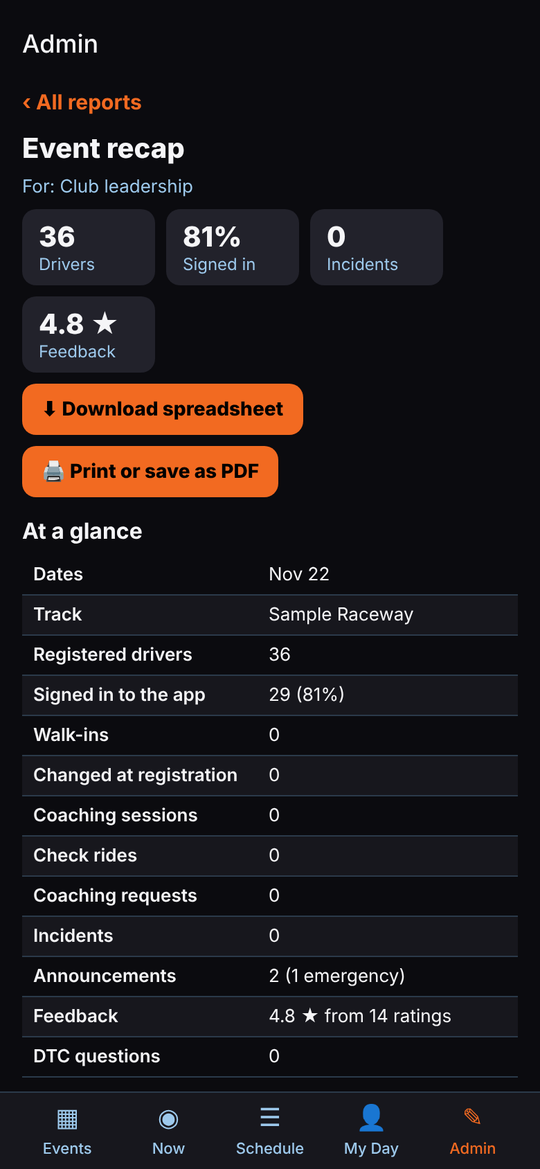 Admin
‹ All reports
Event recap
For: Club leadership
36
Drivers
81%
Signed in
0
Incidents
4.8 ★
Feedback
⬇ Download spreadsheet
🖨️ Print or save as PDF
At a glance
Dates Nov 22
Track Sample Raceway
Registered drivers 36
Signed in to the app 29 (81%)
Walk-ins 0
Changed at registration 0
Coaching sessions 0
Check rides 0
Coaching requests 0
Incidents 0
Announcements 2 (1 emergency)
Feedback 4.8 ★ from 14 ratings
DTC questions 0
Events Now Schedule My Day Admin